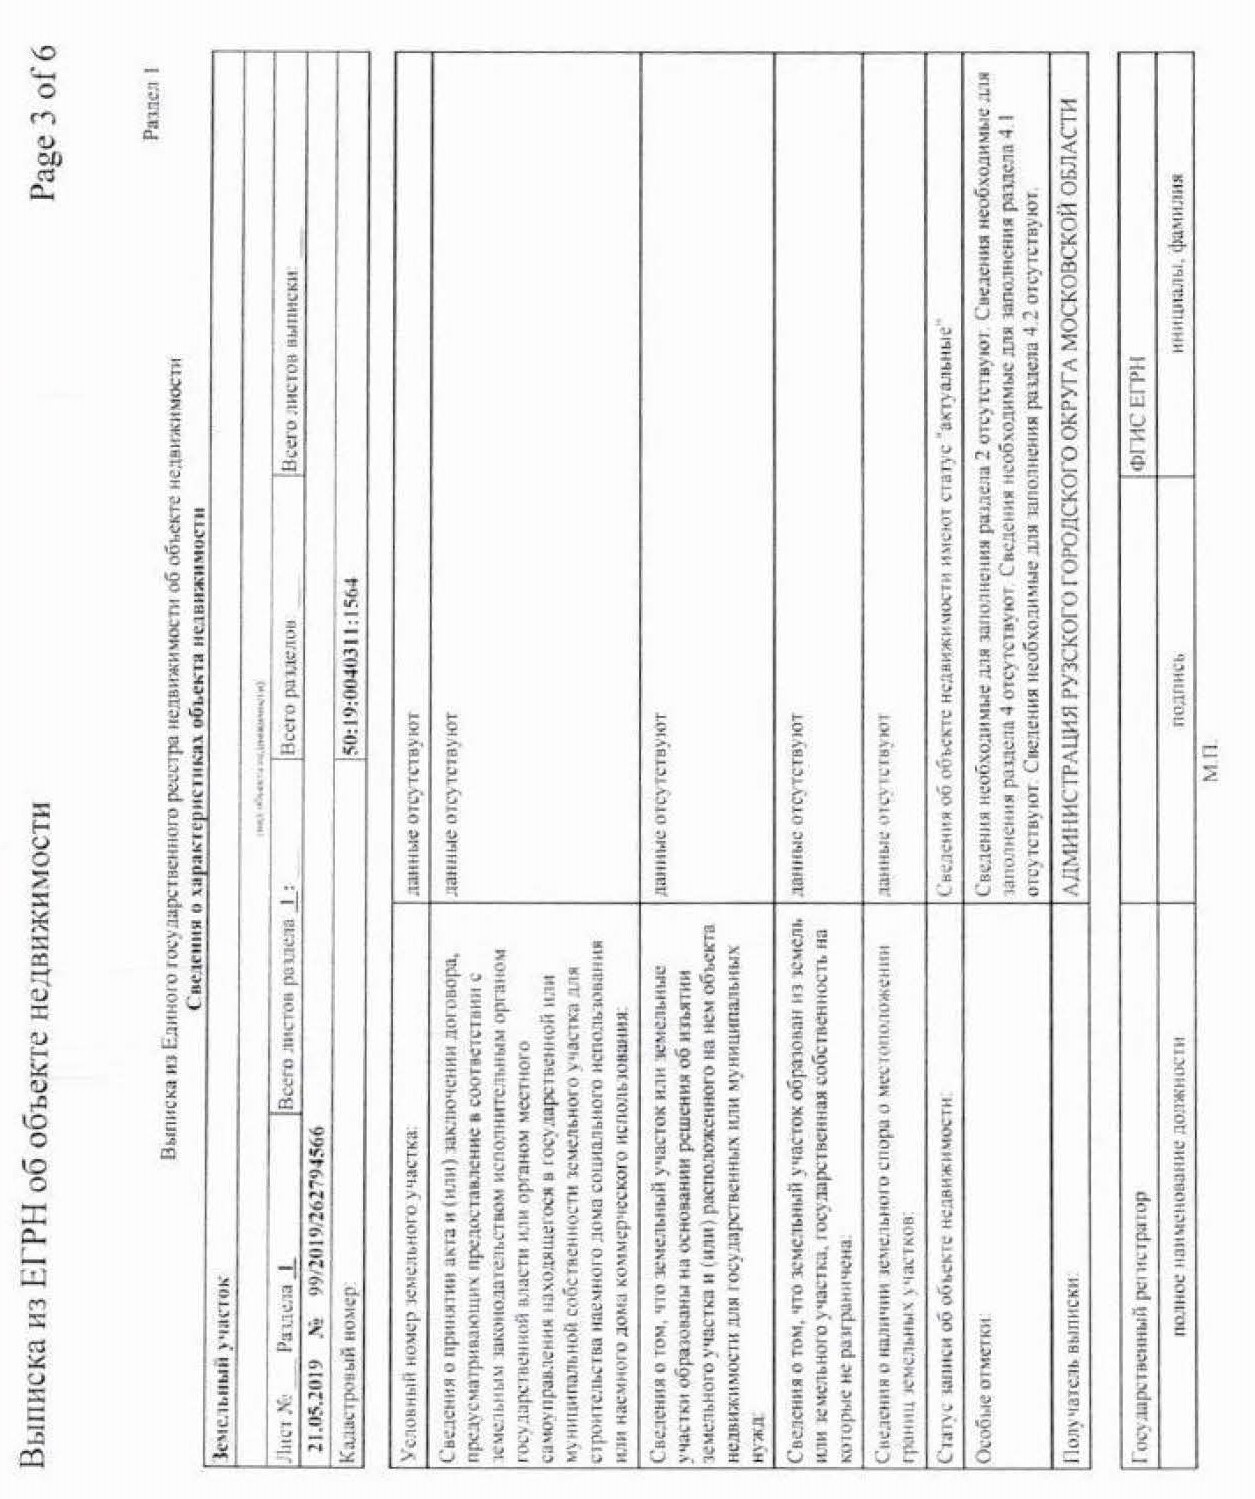 Выписка из ЕГРН об объекте недвижимости
Page 3 of 6
Раздел 1
Выписка из Единого государственного реестра недвижимости об объекте недвижимости
Сведения о характеристиках объекта недвижимости
Земельный участок
(вид объекта недвижимости)
Лист № ___ Раздела 1
Всего листов раздела 1 : ___
Всего разделов: ___
Всего листов выписки: ___
21.05.2019 № 99/2019/262794566
Кадастровый номер:
50:19:0040311:1564
Условный номер земельного участка:
данные отсутствуют
Сведения о принятии акта и (или) заключении договора,
предусматривающих предоставление в соответствии с
земельным законодательством исполнительным органом
государственной власти или органом местного
самоуправления находящегося в государственной или
муниципальной собственности земельного участка для
строительства наемного дома социального использования
или наемного дома коммерческого использования:
данные отсутствуют
Сведения о том, что земельный участок или земельные
участки образованы на основании решения об изъятии
земельного участка и (или) расположенного на нем объекта
недвижимости для государственных или муниципальных
нужд:
данные отсутствуют
Сведения о том, что земельный участок образован из земель
или земельного участка, государственная собственность на
которые не разграничена:
данные отсутствуют
Сведения о наличии земельного спора о местоположении
границ земельных участков:
данные отсутствуют
Статус записи об объекте недвижимости:
Сведения об объекте недвижимости имеют статус "актуальные"
Особые отметки:
Сведения необходимые для заполнения раздела 2 отсутствуют. Сведения необходимые для
заполнения раздела 4 отсутствуют. Сведения необходимые для заполнения раздела 4.1
отсутствуют. Сведения необходимые для заполнения раздела 4.2 отсутствуют.
Получатель выписки:
АДМИНИСТРАЦИЯ РУЗСКОГО ГОРОДСКОГО ОКРУГА МОСКОВСКОЙ ОБЛАСТИ
Государственный регистратор
ФГИС ЕГРН
полное наименование должности
подпись
инициалы, фамилия
М.П.